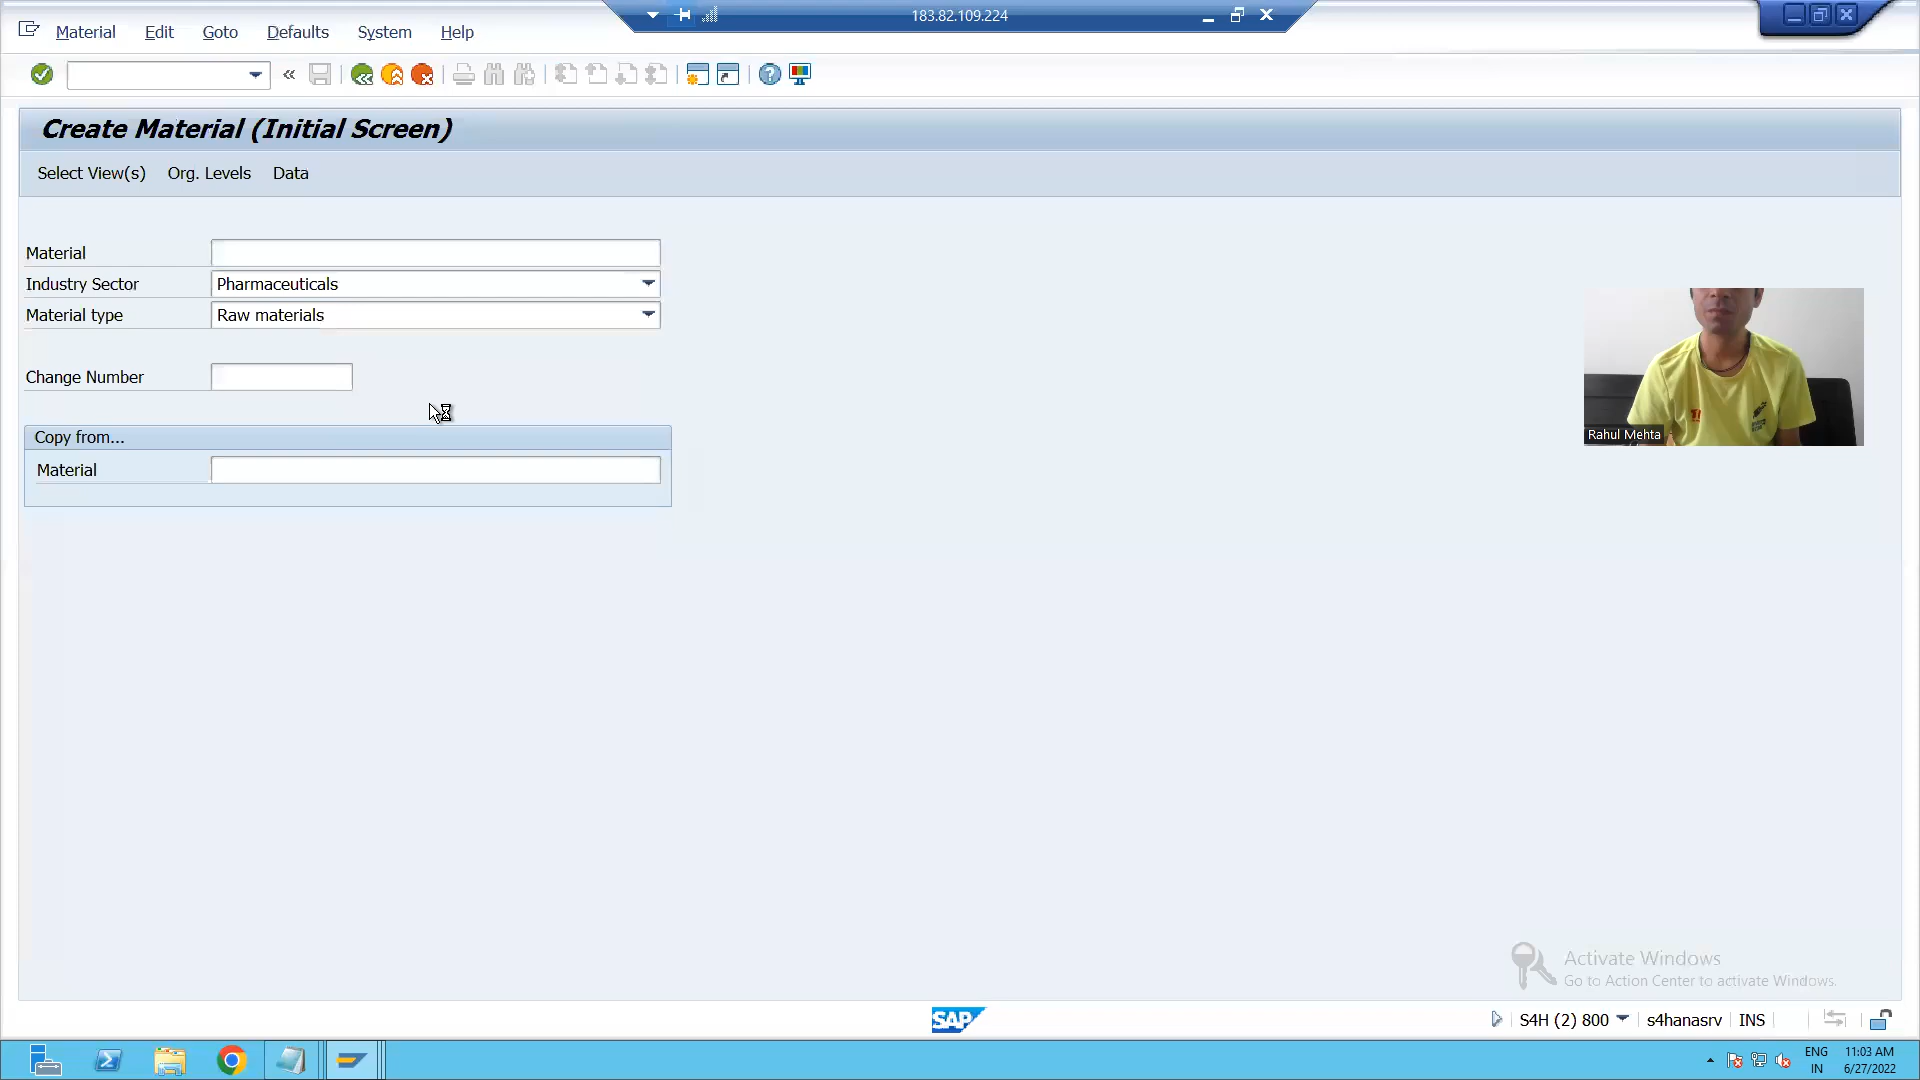 183.82.109.224
Material Edit Goto Defaults System Help
Create Material (Initial Screen)
Select View(s) Org. Levels Data
Material
Industry Sector Pharmaceuticals
Material type Raw materials
Change Number
Copy from...
Material
Rahul Mehta
Activate Windows
Go to Action Center to activate Windows.
SAP
S4H (2) 800 s4hanasrv INS
ENG 11:03 AM
IN 6/27/2022